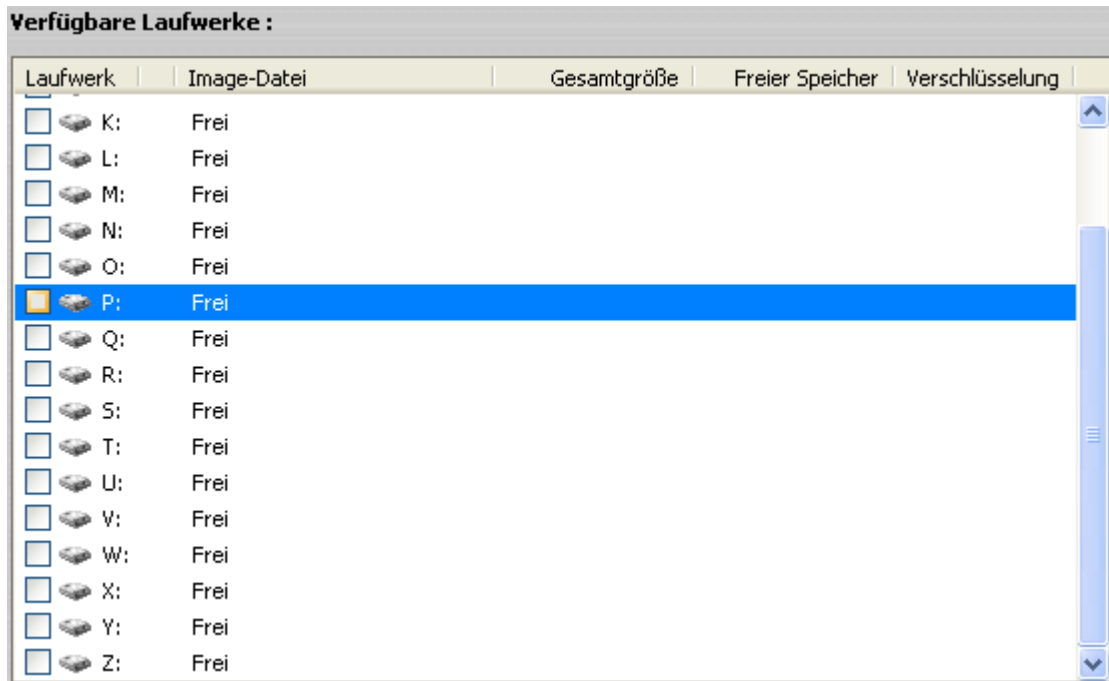 Verfügbare Laufwerke :
Laufwerk Image-Datei Gesamtgröße Freier Speicher Verschlüsselung
K: Frei
L: Frei
M: Frei
N: Frei
O: Frei
P: Frei
Q: Frei
R: Frei
S: Frei
T: Frei
U: Frei
V: Frei
W: Frei
X: Frei
Y: Frei
Z: Frei